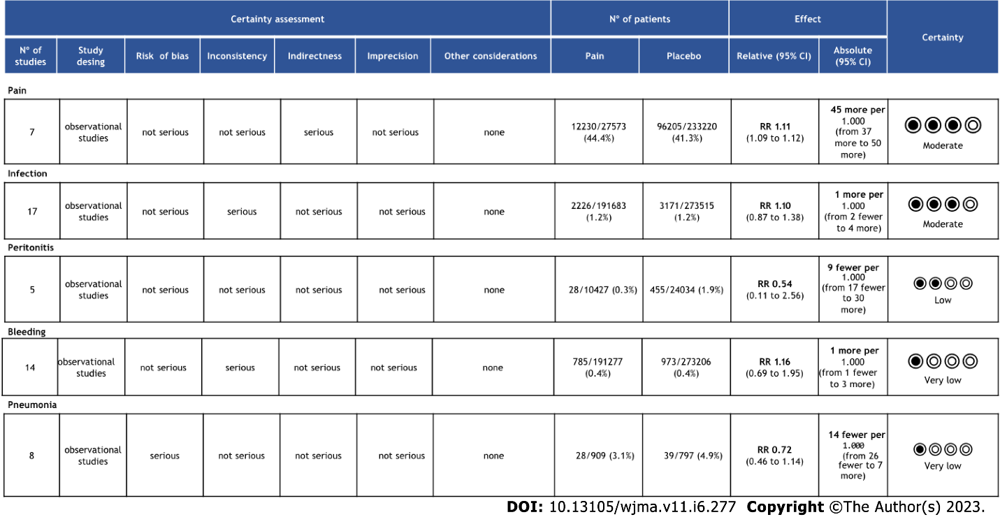 Certainty assessment
Nº of patients
Effect
Certainty
Nº of
studies
Study
desing
Risk of bias
Inconsistency
Indirectness
Imprecision
Other considerations
Pain
Placebo
Relative (95% CI)
Absolute
(95% CI)
Pain
7
observational
studies
not serious
not serious
serious
not serious
none
12230/27573
(44.4%)
96205/233220
(41.3%)
RR 1.11
(1.09 to 1.12)
45 more per
1.000
(from 37
more to 50
more)
Moderate
Infection
17
observational
studies
not serious
serious
not serious
not serious
none
2226/191683
(1.2%)
3171/273515
(1.2%)
RR 1.10
(0.87 to 1.38)
1 more per
1.000
(from 2 fewer
to 4 more)
Moderate
Peritonitis
5
observational
studies
not serious
not serious
not serious
not serious
none
28/10427 (0.3%)
455/24034 (1.9%)
RR 0.54
(0.11 to 2.56)
9 fewer per
1.000
(from 17 fewer
to 30
more)
Low
Bleeding
14
observational
studies
not serious
serious
not serious
not serious
none
785/191277
(0.4%)
973/273206
(0.4%)
RR 1.16
(0.69 to 1.95)
1 more per
1.000
(from 1 fewer
to 3 more)
Very low
Pneumonia
8
observational
studies
serious
not serious
not serious
not serious
none
28/909 (3.1%)
39/797 (4.9%)
RR 0.72
(0.46 to 1.14)
14 fewer per
1.000
(from 26
fewer to 7
more)
Very low
DOI: 10.13105/wjma.v11.i6.277 Copyright ©The Author(s) 2023.